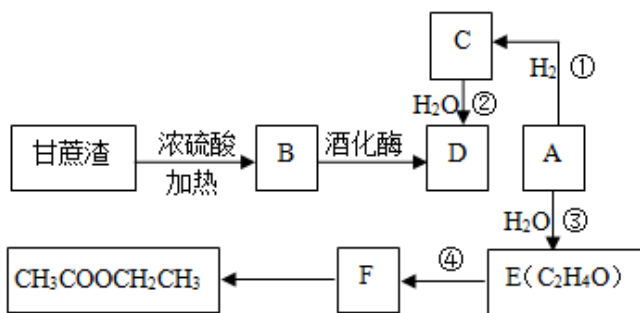 C
H₂ ①
H₂O ②
甘蔗渣 浓硫酸 加热 B 酒化酶 D A
H₂O ③
CH₃COOCH₂CH₃ F ④ E（C₂H₄O）